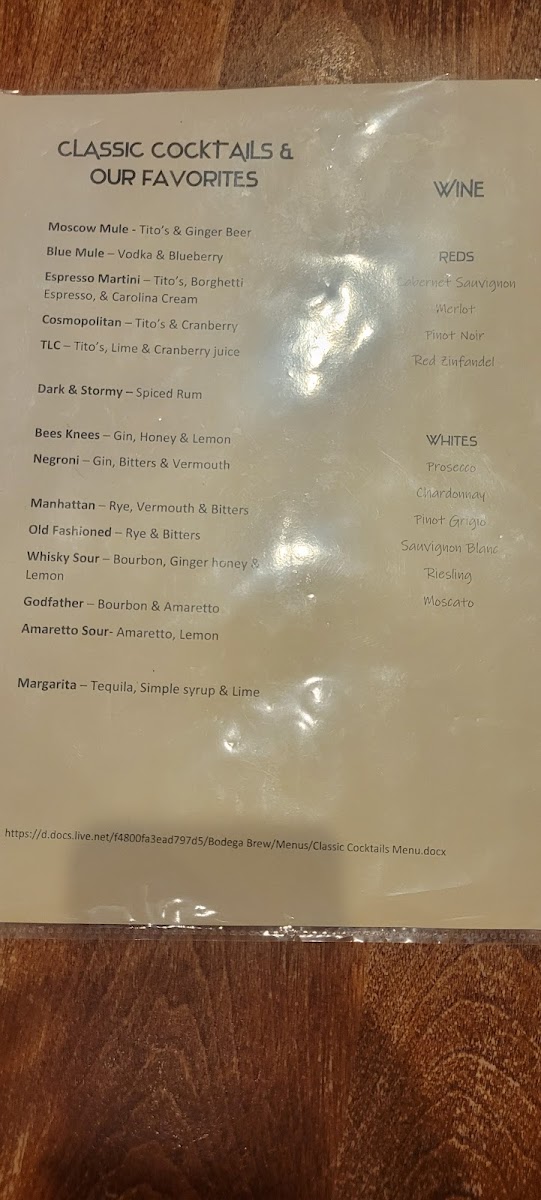 CLASSIC COCKTAILS &
OUR FAVORITES
Moscow Mule - Tito's & Ginger Beer
Blue Mule – Vodka & Blueberry
Espresso Martini – Tito's, Borghetti
Espresso, & Carolina Cream
Cosmopolitan – Tito's & Cranberry
TLC – Tito's, Lime & Cranberry juice
Dark & Stormy – Spiced Rum
Bees Knees – Gin, Honey & Lemon
Negroni – Gin, Bitters & Vermouth
Manhattan – Rye, Vermouth & Bitters
Old Fashioned – Rye & Bitters
Whisky Sour – Bourbon, Ginger honey &
Lemon
Godfather – Bourbon & Amaretto
Amaretto Sour- Amaretto, Lemon
Margarita – Tequila, Simple syrup & Lime
WINE
REDS
Cabernet Sauvignon
Merlot
Pinot Noir
Red Zinfandel
WHITES
Prosecco
Chardonnay
Pinot Grigio
Sauvignon Blanc
Riesling
Moscato
https://d.docs.live.net/f4800fa3ead797d5/Bodega Brew/Menus/Classic Cocktails Menu.docx